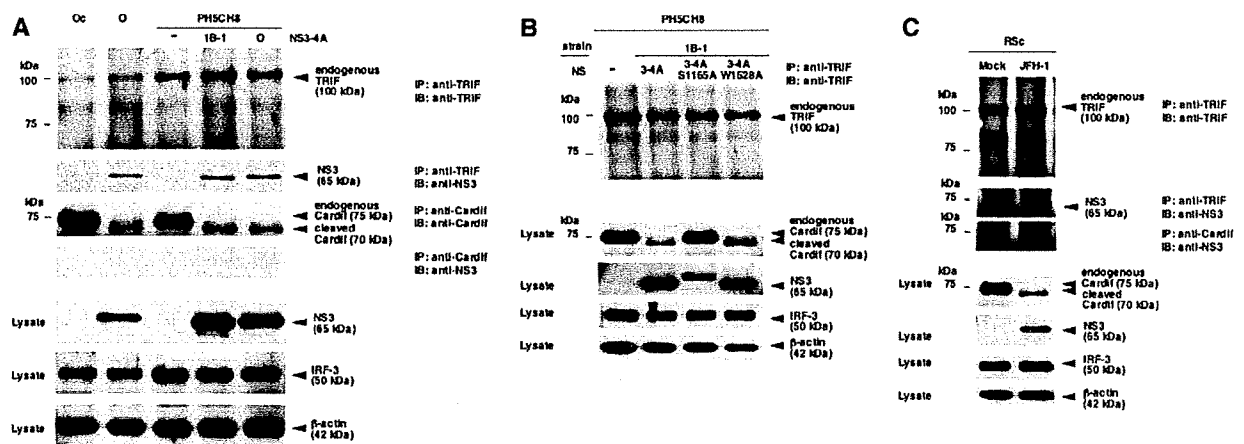 A
Oc O PH5CH8
– 1B-1 O NS3-4A
kDa
100
75
endogenous
TRIF
(100 kDa)
IP: anti-TRIF
IB: anti-TRIF
NS3
(65 kDa)
IP: anti-TRIF
IB: anti-NS3
kDa
75
endogenous
Cardif (75 kDa)
cleaved
Cardif (70 kDa)
IP: anti-Cardif
IB: anti-Cardif
IP: anti-Cardif
IB: anti-NS3
Lysate
NS3
(65 kDa)
Lysate
IRF-3
(50 kDa)
Lysate
β-actin
(42 kDa)
B
PH5CH8
strain 1B-1
NS – 3-4A 3-4A S1165A 3-4A W1528A
IP: anti-TRIF
IB: anti-TRIF
kDa
100
75
endogenous
TRIF
(100 kDa)
kDa
75
Lysate
endogenous
Cardif (75 kDa)
cleaved
Cardif (70 kDa)
Lysate
NS3
(65 kDa)
Lysate
IRF-3
(50 kDa)
Lysate
β-actin
(42 kDa)
C
RSc
Mock JFH-1
kDa
100
75
endogenous
TRIF
(100 kDa)
IP: anti-TRIF
IB: anti-TRIF
kDa
75
NS3
(65 kDa)
IP: anti-TRIF
IB: anti-NS3
kDa
75
IP: anti-Cardif
IB: anti-NS3
kDa
75
Lysate
endogenous
Cardif (75 kDa)
cleaved
Cardif (70 kDa)
Lysate
NS3
(65 kDa)
Lysate
IRF-3
(50 kDa)
Lysate
β-actin
(42 kDa)